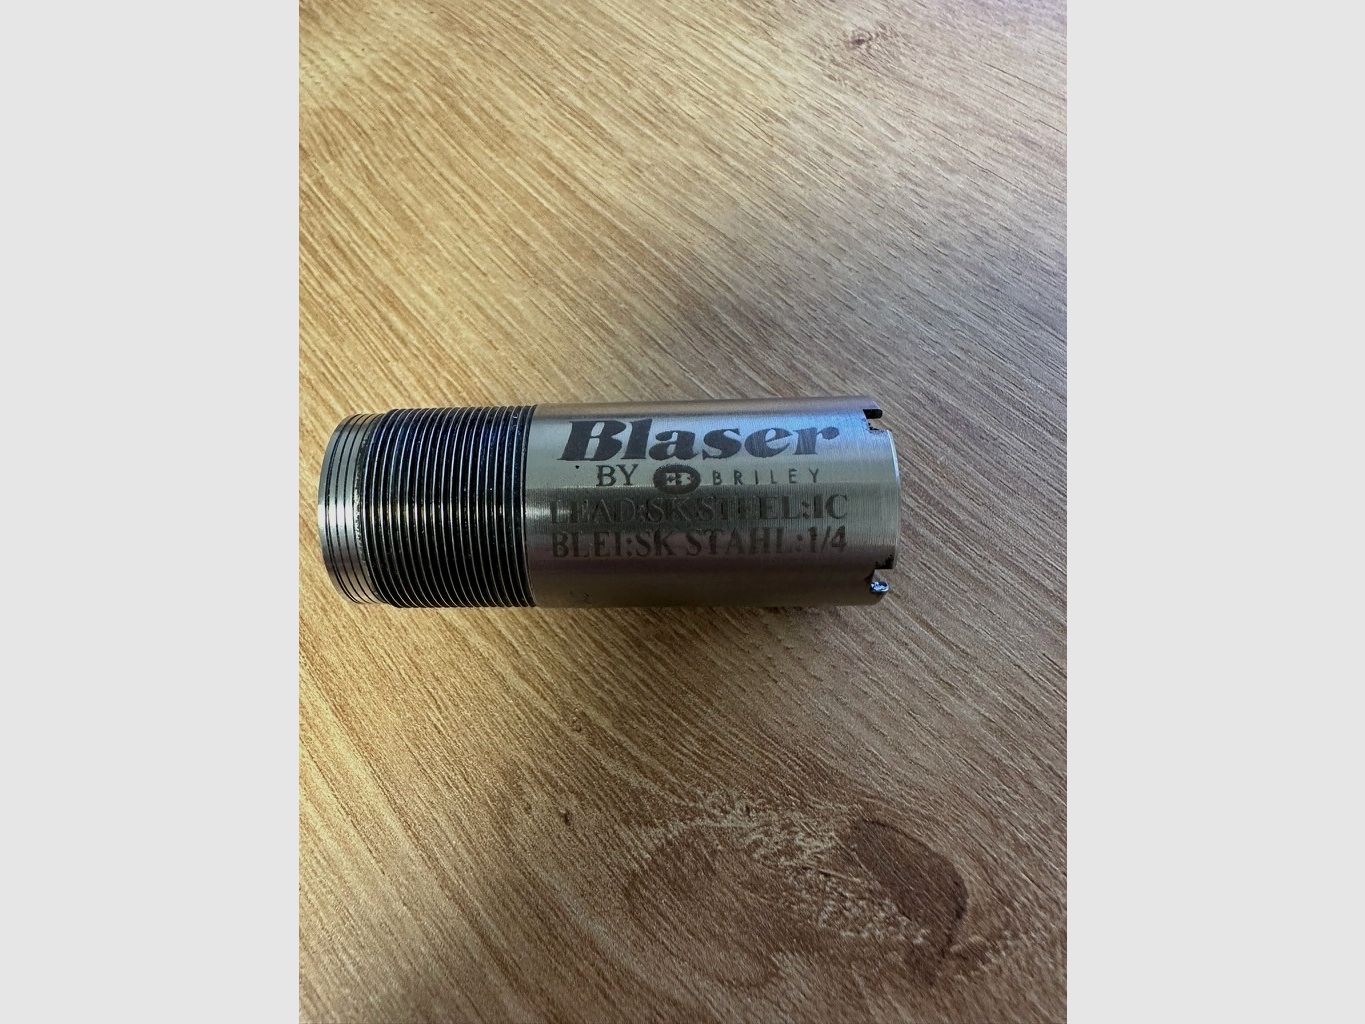 Blaser
BY B BRILEY
LEAD:SK STEEL:IC
BLEI:SK STAHL:1/4